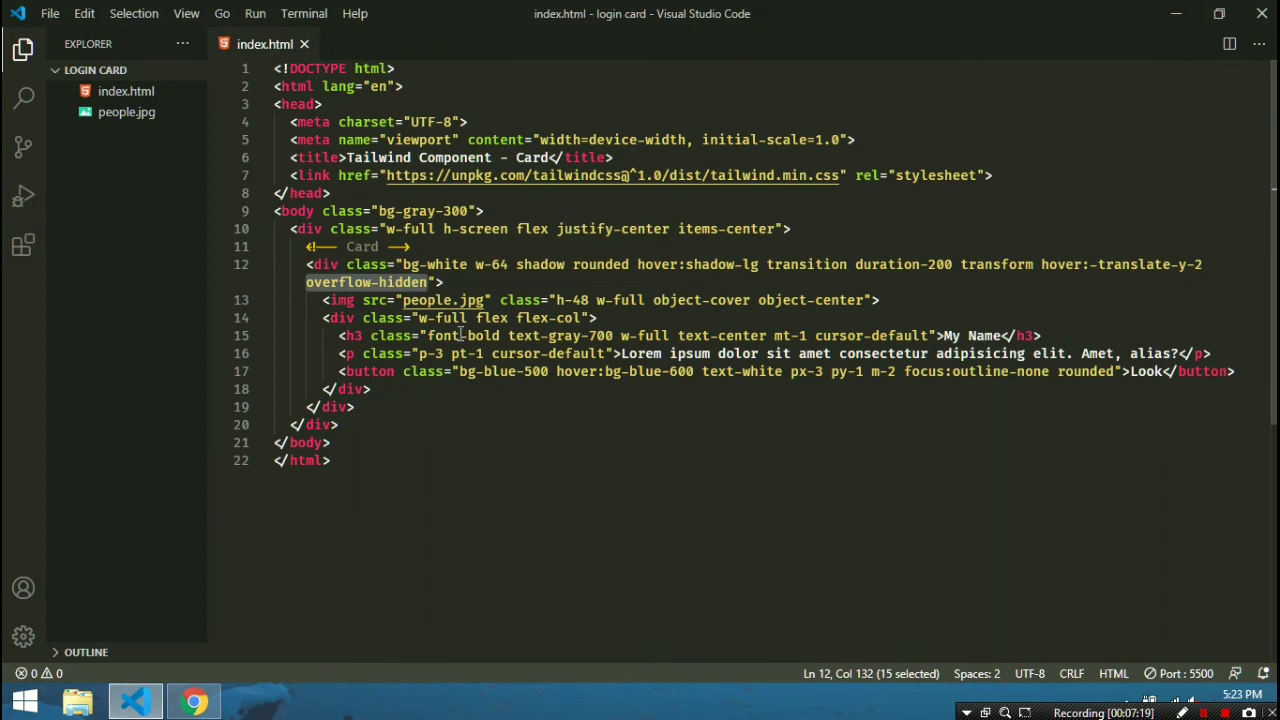 File Edit Selection View Go Run Terminal Help
index.html - login card - Visual Studio Code
EXPLORER
index.html
LOGIN CARD
index.html
people.jpg
1 <!DOCTYPE html>
2 <html lang="en">
3 <head>
4 <meta charset="UTF-8">
5 <meta name="viewport" content="width=device-width, initial-scale=1.0">
6 <title>Tailwind Component - Card</title>
7 <link href="https://unpkg.com/tailwindcss@^1.0/dist/tailwind.min.css" rel="stylesheet">
8 </head>
9 <body class="bg-gray-300">
10 <div class="w-full h-screen flex justify-center items-center">
11 <!-- Card -->
12 <div class="bg-white w-64 shadow rounded hover:shadow-lg transition duration-200 transform hover:-translate-y-2
overflow-hidden">
13 <img src="people.jpg" class="h-48 w-full object-cover object-center">
14 <div class="w-full flex flex-col">
15 <h3 class="font-bold text-gray-700 w-full text-center mt-1 cursor-default">My Name</h3>
16 <p class="p-3 pt-1 cursor-default">Lorem ipsum dolor sit amet consectetur adipisicing elit. Amet, alias?</p>
17 <button class="bg-blue-500 hover:bg-blue-600 text-white px-3 py-1 m-2 focus:outline-none rounded">Look</button>
18 </div>
19 </div>
20 </div>
21 </body>
22 </html>
OUTLINE
0 0
Ln 12, Col 132 (15 selected) Spaces: 2 UTF-8 CRLF HTML Port : 5500
5:23 PM
Recording [00:07:19]